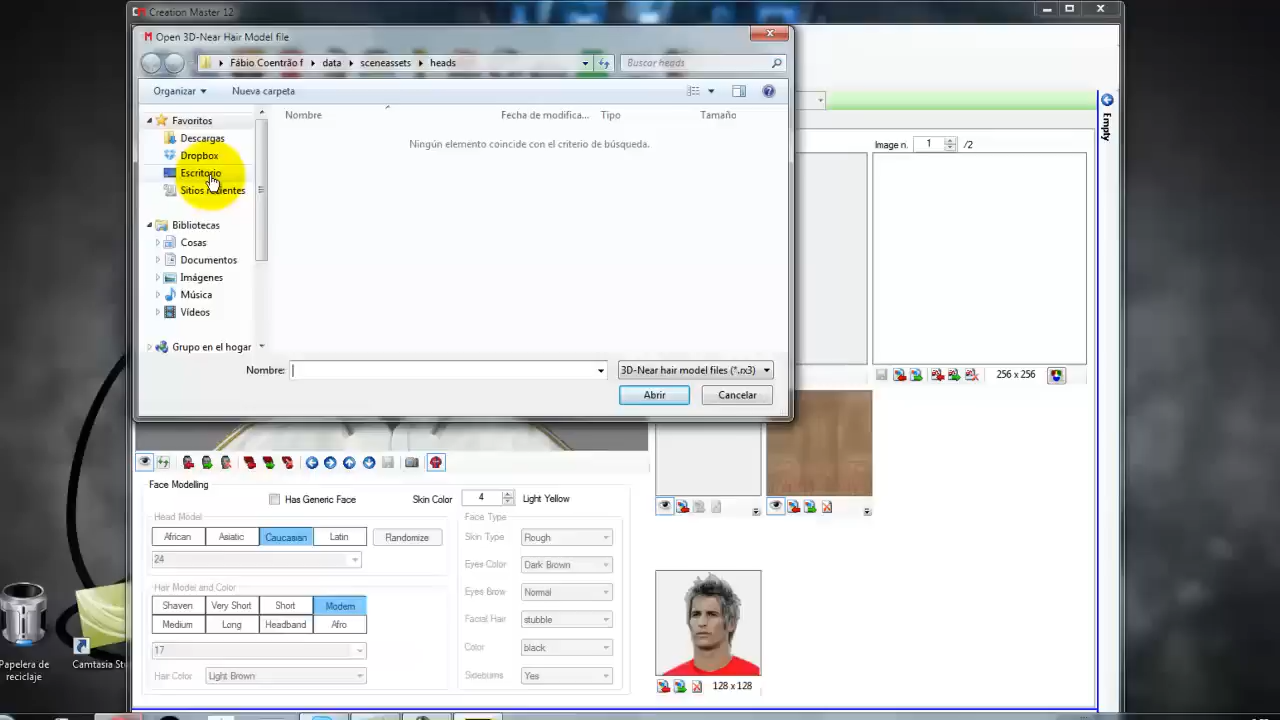 Creation Master 12
Open 3D-Near Hair Model file
Fábio Coentrão f
data
sceneassets
heads
Buscar heads
Organizar
Nueva carpeta
Favoritos
Descargas
Dropbox
Escritorio
Sitios recientes
Bibliotecas
Cosas
Documentos
Imágenes
Música
Vídeos
Grupo en el hogar
Nombre
Fecha de modifica...
Tipo
Tamaño
Ningún elemento coincide con el criterio de búsqueda.
Nombre:
3D-Near hair model files (*.rx3)
Abrir
Cancelar
Image n. 1 /2
Empty
256 x 256
Face Modelling
Has Generic Face
Skin Color 4 Light Yellow
Head Model
African Asiatic Caucasian Latin Randomize
24
Hair Model and Color
Shaven Very Short Short Modern
Medium Long Headband Afro
17
Hair Color Light Brown
Face Type
Skin Type Rough
Eyes Color Dark Brown
Eyes Brow Normal
Facial Hair stubble
Color black
Sideburns Yes
128 x 128
Papelera de
reciclaje
Camtasia Stu